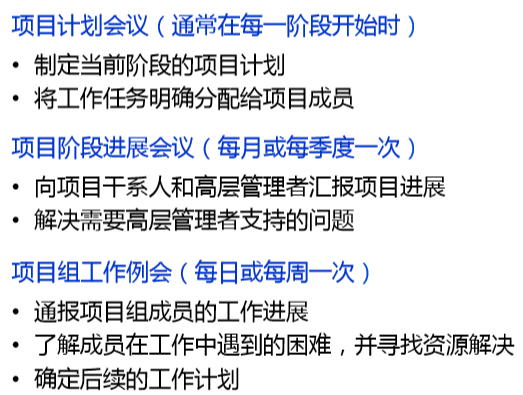 项目计划会议（通常在每一阶段开始时）
• 制定当前阶段的项目计划
• 将工作任务明确分配给项目成员
项目阶段进展会议（每月或每季度一次）
• 向项目干系人和高层管理者汇报项目进展
• 解决需要高层管理者支持的问题
项目组工作例会（每日或每周一次）
• 通报项目组成员的工作进展
• 了解成员在工作中遇到的困难，并寻找资源解决
• 确定后续的工作计划